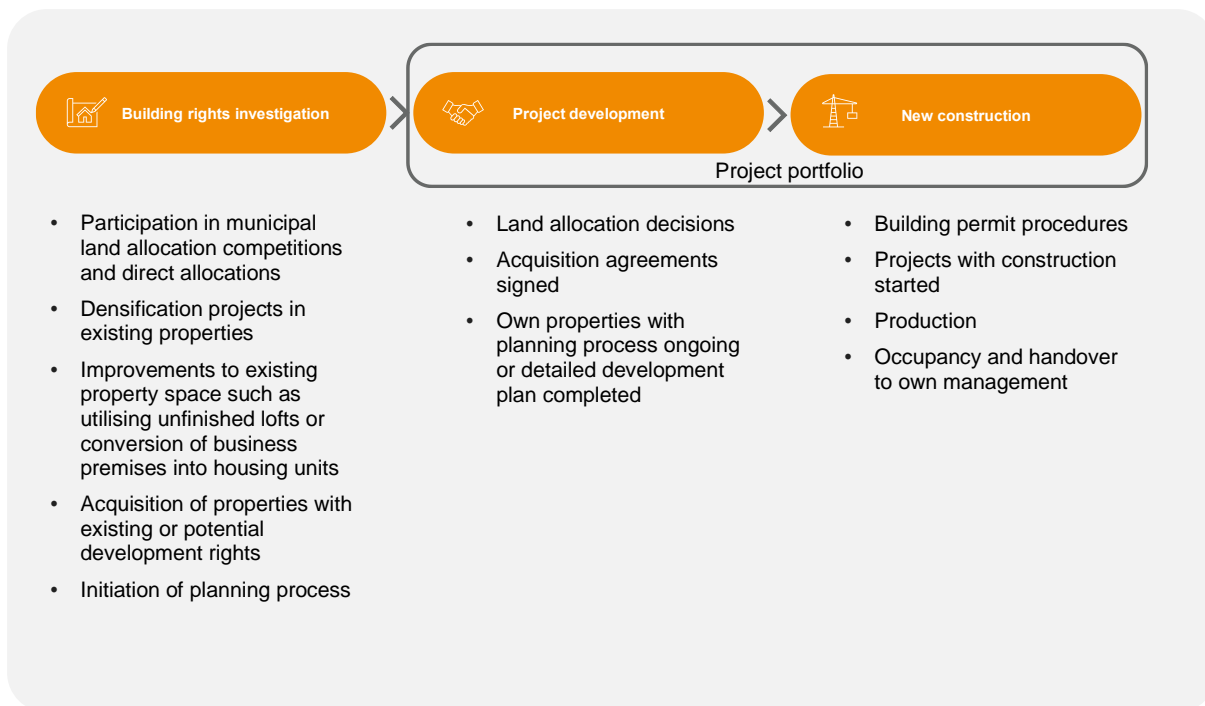 Building rights investigation
Project development
New construction
Project portfolio
• Participation in municipal
land allocation competitions
and direct allocations
• Densification projects in
existing properties
• Improvements to existing
property space such as
utilising unfinished lofts or
conversion of business
premises into housing units
• Acquisition of properties with
existing or potential
development rights
• Initiation of planning process
• Land allocation decisions
• Acquisition agreements
signed
• Own properties with
planning process ongoing
or detailed development
plan completed
• Building permit procedures
• Projects with construction
started
• Production
• Occupancy and handover
to own management